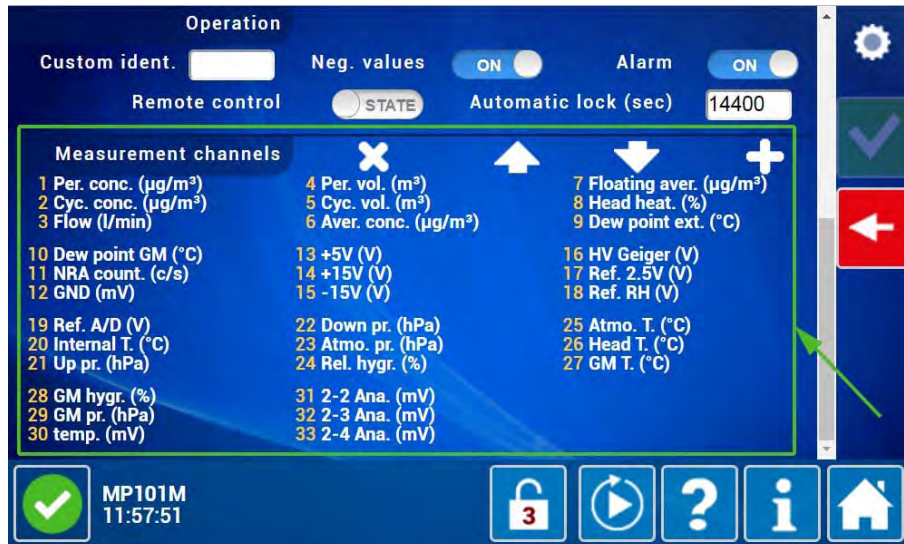 Operation
Custom ident. Neg. values ON Alarm ON
Remote control STATE Automatic lock (sec) 14400
Measurement channels
1 Per. conc. (µg/m³) 4 Per. vol. (m³) 7 Floating aver. (µg/m³)
2 Cyc. conc. (µg/m³) 5 Cyc. vol. (m³) 8 Head heat. (%)
3 Flow (l/min) 6 Aver. conc. (µg/m³) 9 Dew point ext. (°C)
10 Dew point GM (°C) 13 +5V (V) 16 HV Geiger (V)
11 NRA count. (c/s) 14 +15V (V) 17 Ref. 2.5V (V)
12 GND (mV) 15 -15V (V) 18 Ref. RH (V)
19 Ref. A/D (V) 22 Down pr. (hPa) 25 Atmo. T. (°C)
20 Internal T. (°C) 23 Atmo. pr. (hPa) 26 Head T. (°C)
21 Up pr. (hPa) 24 Rel. hygr. (%) 27 GM T. (°C)
28 GM hygr. (%) 31 2-2 Ana. (mV)
29 GM pr. (hPa) 32 2-3 Ana. (mV)
30 temp. (mV) 33 2-4 Ana. (mV)
MP101M
11:57:51
3
?
i